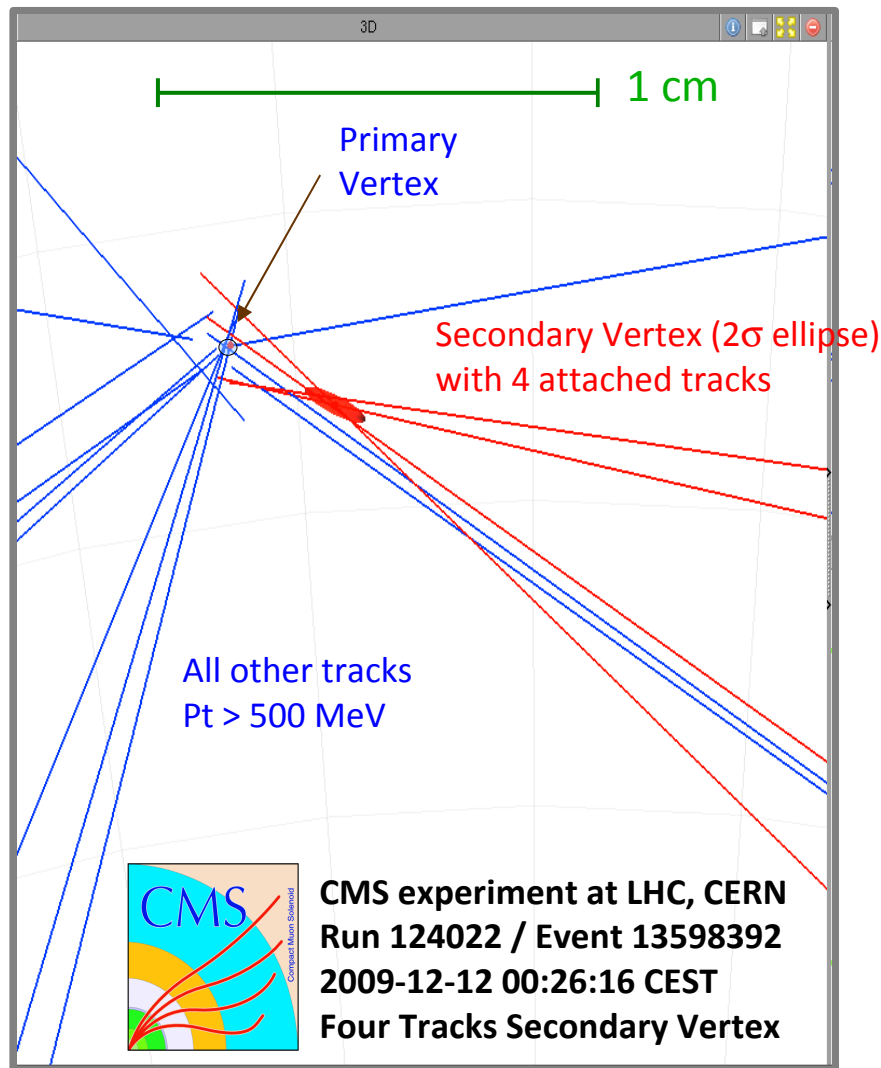 3D
1 cm
Primary
Vertex
Secondary Vertex (2σ ellipse)
with 4 attached tracks
All other tracks
Pt > 500 MeV
CMS
Compact Muon Solenoid
CMS experiment at LHC, CERN
Run 124022 / Event 13598392
2009-12-12 00:26:16 CEST
Four Tracks Secondary Vertex